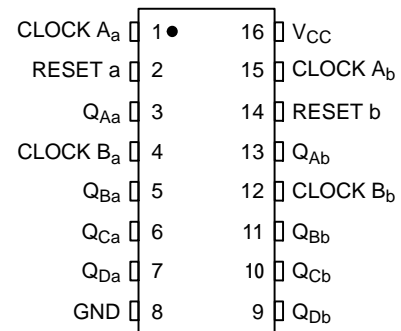 CLOCK Aa 1 16 VCC
RESET a 2 15 CLOCK Ab
QAa 3 14 RESET b
CLOCK Ba 4 13 QAb
QBa 5 12 CLOCK Bb
QCa 6 11 QBb
QDa 7 10 QCb
GND 8 9 QDb